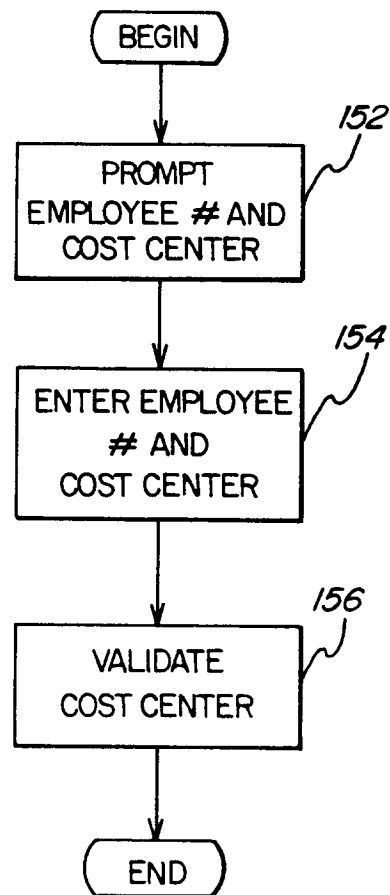 BEGIN
152
PROMPT
EMPLOYEE # AND
COST CENTER
154
ENTER EMPLOYEE
# AND
COST CENTER
156
VALIDATE
COST CENTER
END